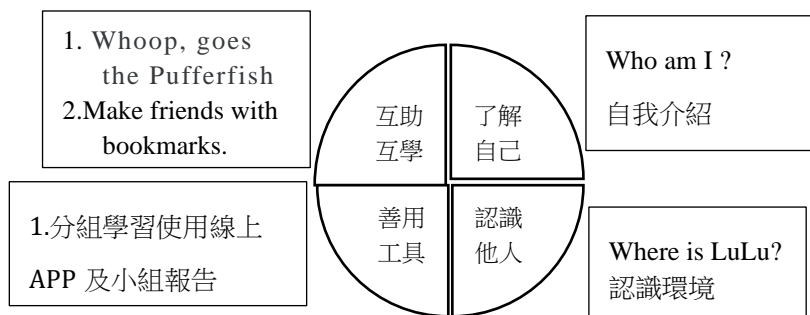 1. Whoop, goes
the Pufferfish
2.Make friends with
bookmarks.
互助
互學
了解
自己
Who am I ?
自我介紹
1.分組學習使用線上
APP 及小組報告
善用
工具
認識
他人
Where is LuLu?
認識環境